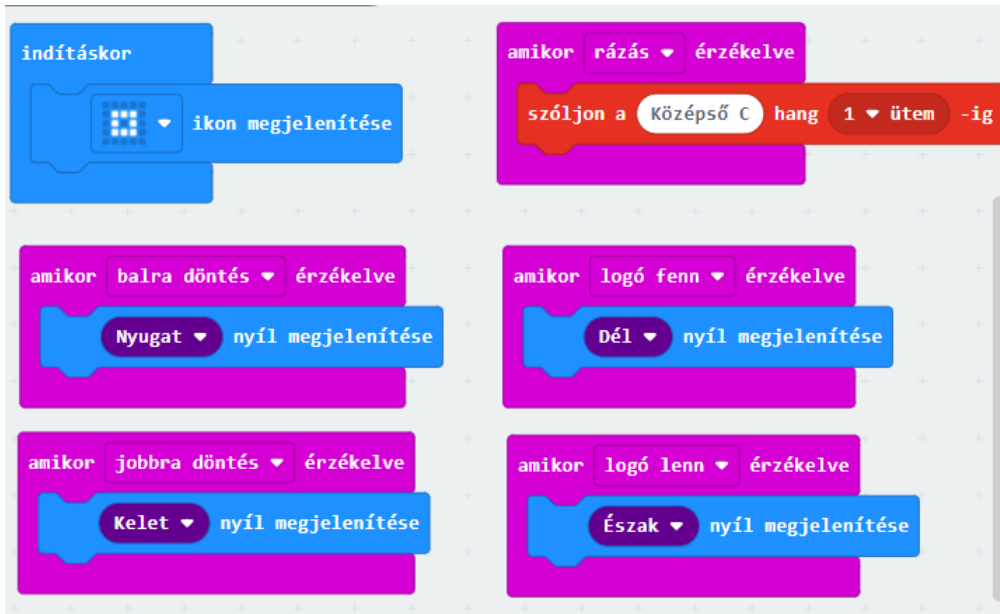 indításkor
ikon megjelenítése
amikor rázás érzékelve
szóljon a Középső C hang 1 ütem -ig
amikor balra döntés érzékelve
Nyugat nyíl megjelenítése
amikor logó fenn érzékelve
Dél nyíl megjelenítése
amikor jobbra döntés érzékelve
Kelet nyíl megjelenítése
amikor logó lenn érzékelve
Észak nyíl megjelenítése